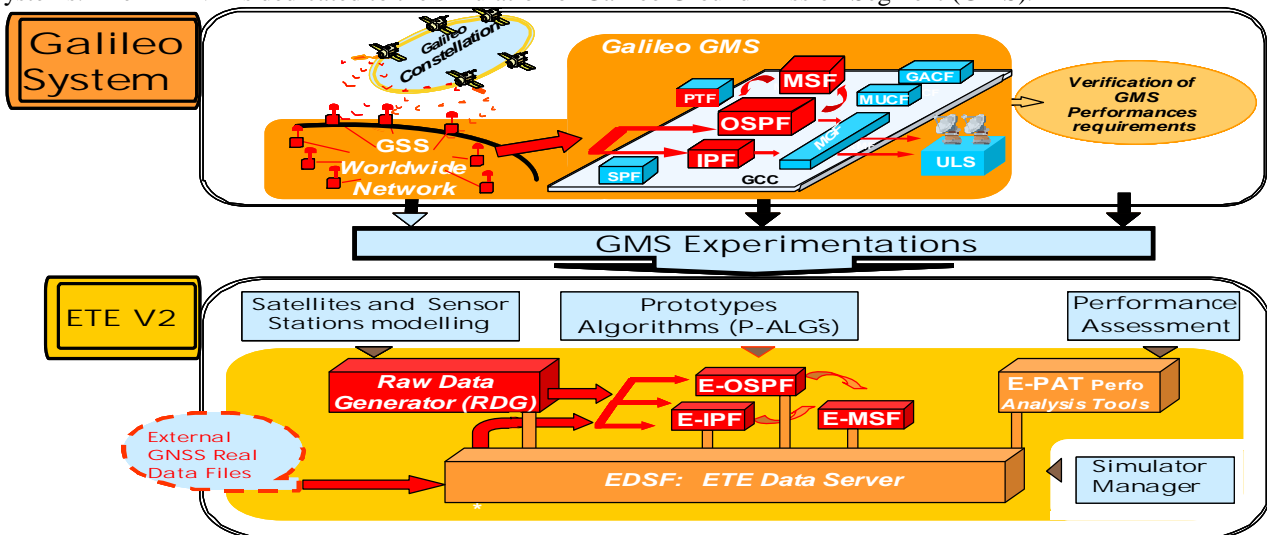 Galileo
System
Galileo
Constellation
Galileo GMS
MSF
GACF
PTF
MUCF
OSPF
MGF
IPF
ULS
SPF
GCC
GSS
Worldwide
Network
Verification of
GMS
Performances
requirements
GMS Experimentations
ETE V2
Satellites and Sensor
Stations modelling
Prototypes
Algorithms (P-ALGs)
Performance
Assessment
Raw Data
Generator (RDG)
E-OSPF
E-IPF
E-MSF
E-PAT Perfo
Analysis Tools
External
GNSS Real
Data Files
EDSF: ETE Data Server
*
Simulator
Manager